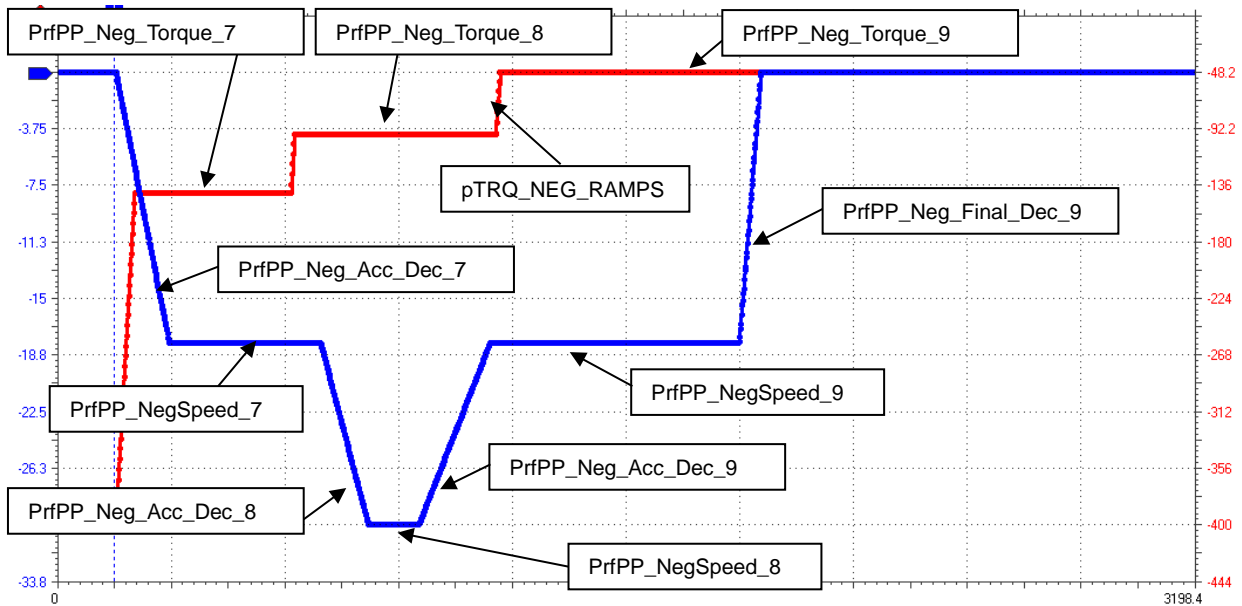 PrfPP_Neg_Torque_7
PrfPP_Neg_Torque_8
PrfPP_Neg_Torque_9
-48.2
-3.75
-92.2
-7.5
-136
pTRQ_NEG_RAMPS
PrfPP_Neg_Final_Dec_9
-11.3
-180
PrfPP_Neg_Acc_Dec_7
-15
-224
-18.8
-268
PrfPP_NegSpeed_7
PrfPP_NegSpeed_9
-22.5
-312
PrfPP_Neg_Acc_Dec_9
-26.3
-356
PrfPP_Neg_Acc_Dec_8
-400
PrfPP_NegSpeed_8
-33.8
-444
0
3198.4